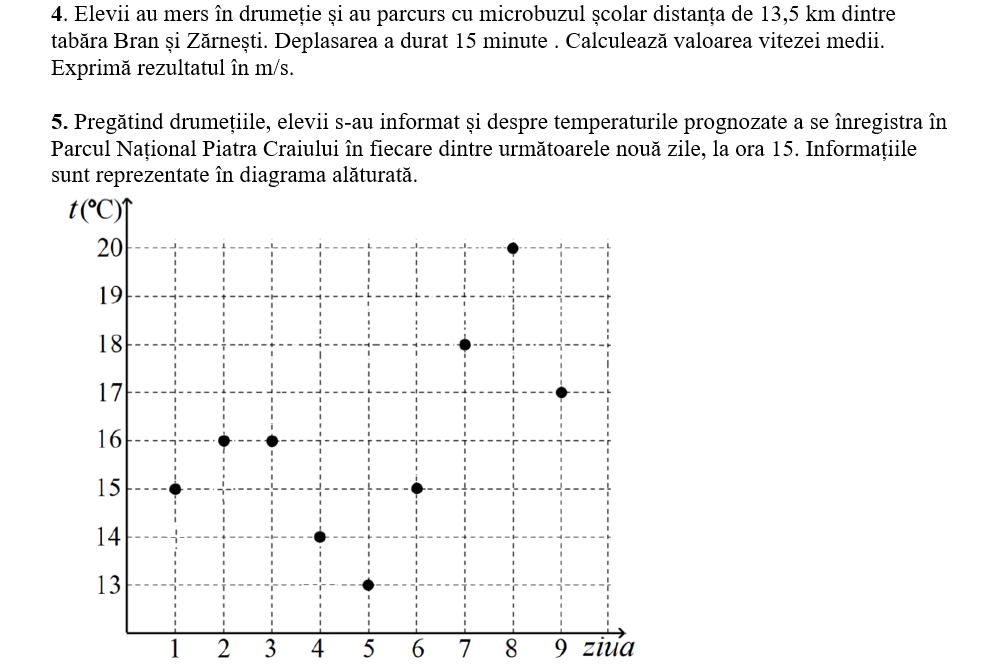 4. Elevii au mers în drumeție și au parcurs cu microbuzul școlar distanța de 13,5 km dintre
tabăra Bran și Zărnești. Deplasarea a durat 15 minute . Calculează valoarea vitezei medii.
Exprimă rezultatul în m/s.
5. Pregătind drumețiile, elevii s-au informat și despre temperaturile prognozate a se înregistra în
Parcul Național Piatra Craiului în fiecare dintre următoarele nouă zile, la ora 15. Informațiile
sunt reprezentate în diagrama alăturată.
t(°C)
20
19
18
17
16
15
14
13
1 2 3 4 5 6 7 8 9 ziua